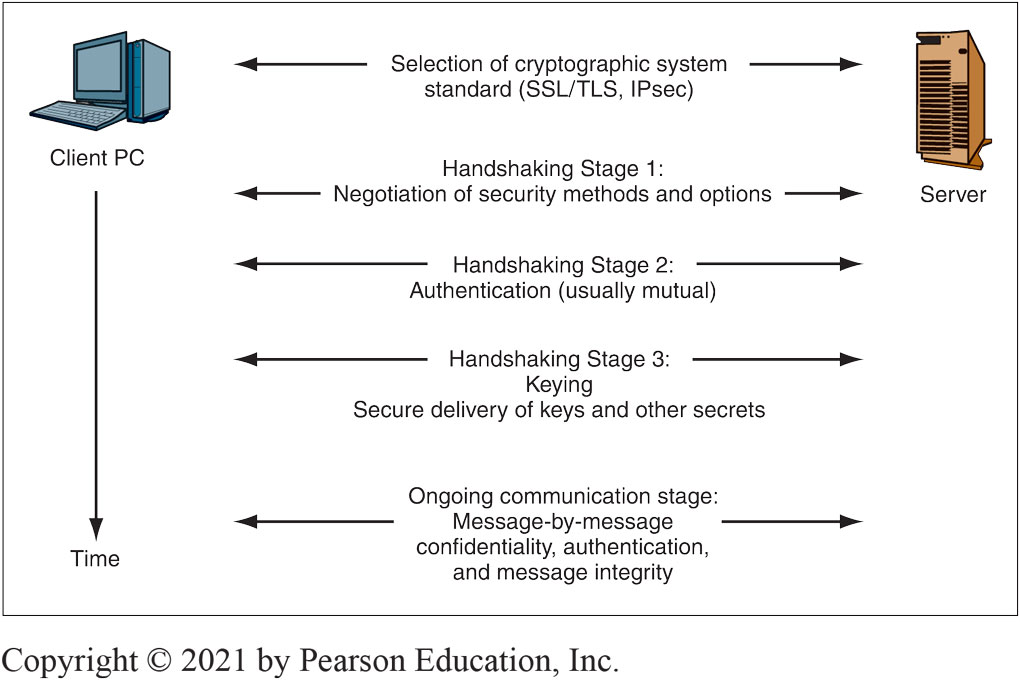 Selection of cryptographic system
standard (SSL/TLS, IPsec)
Client PC
Server
Handshaking Stage 1:
Negotiation of security methods and options
Handshaking Stage 2:
Authentication (usually mutual)
Handshaking Stage 3:
Keying
Secure delivery of keys and other secrets
Ongoing communication stage:
Message-by-message
confidentiality, authentication,
and message integrity
Time
Copyright © 2021 by Pearson Education, Inc.